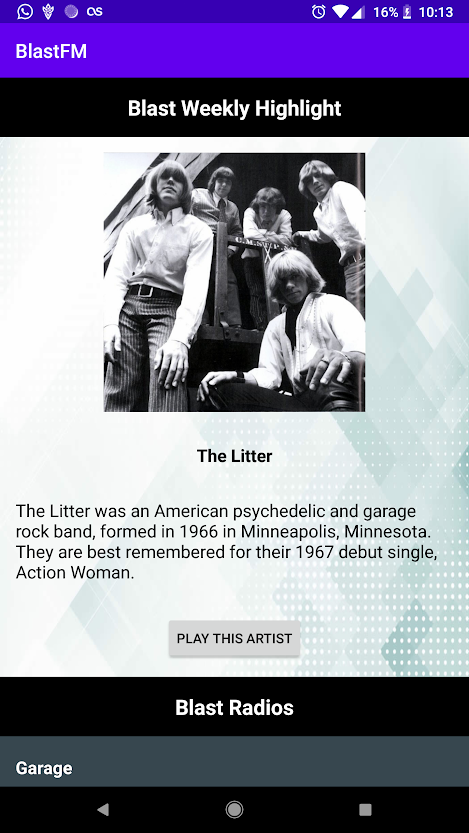 16% 10:13
BlastFM
Blast Weekly Highlight
The Litter
The Litter was an American psychedelic and garage
rock band, formed in 1966 in Minneapolis, Minnesota.
They are best remembered for their 1967 debut single,
Action Woman.
PLAY THIS ARTIST
Blast Radios
Garage